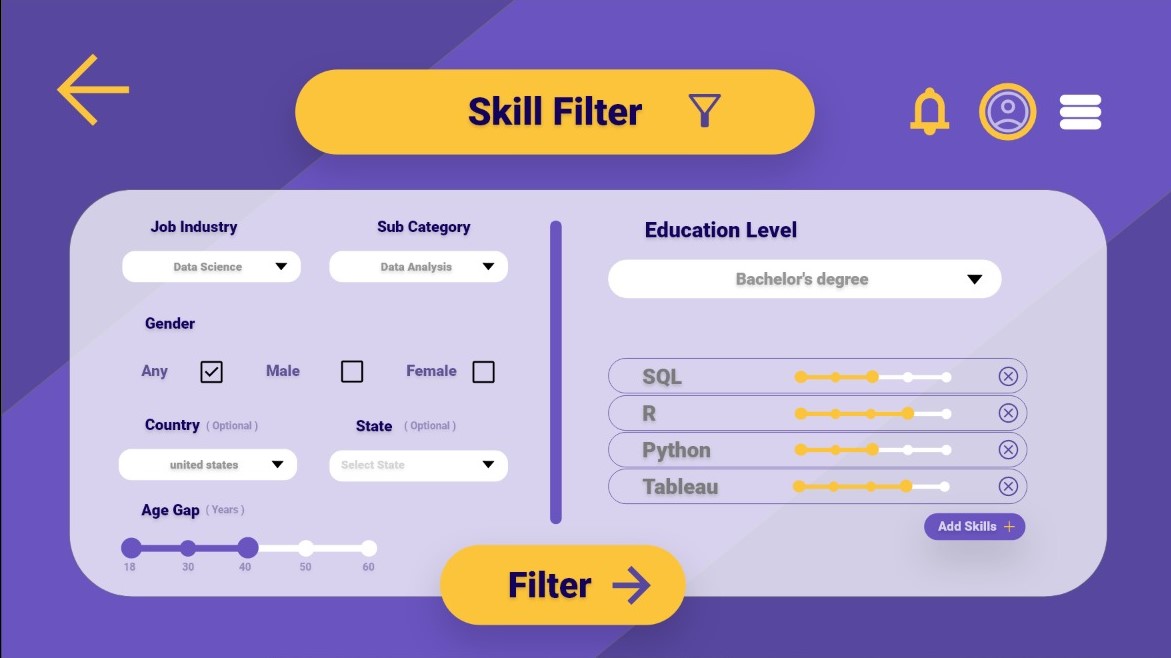 Skill Filter
Job Industry
Sub Category
Data Science
Data Analysis
Gender
Any
Male
Female
Country ( Optional )
State ( Optional )
united states
Select State
Age Gap ( Years )
18 30 40 50 60
Education Level
Bachelor's degree
SQL
R
Python
Tableau
Add Skills +
Filter